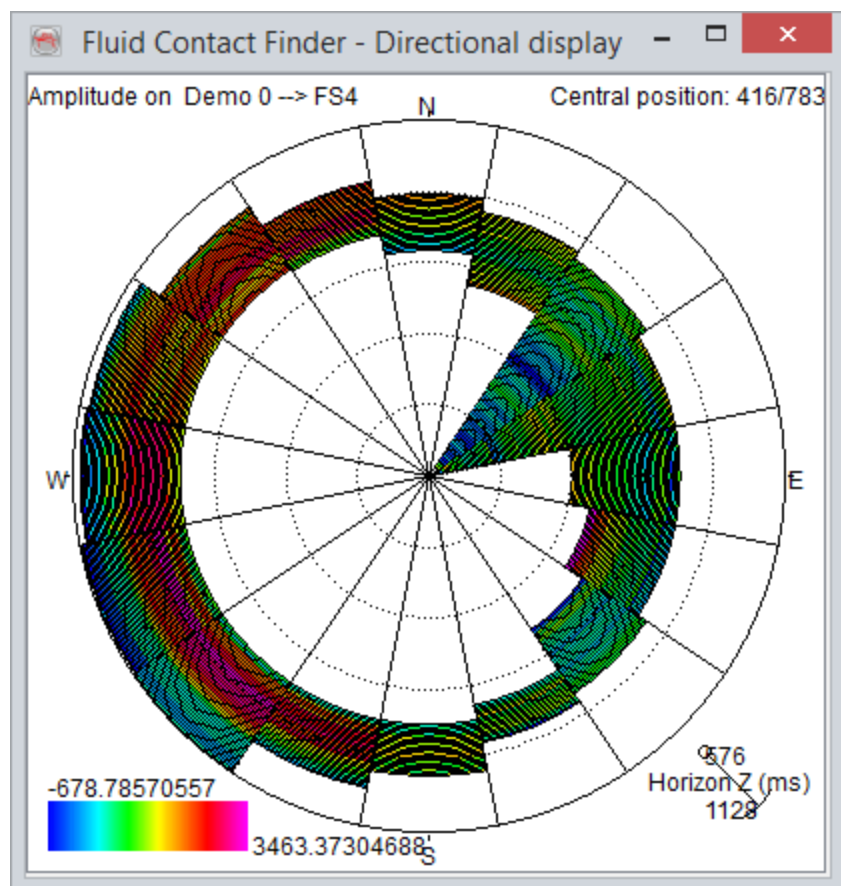 Fluid Contact Finder - Directional display
Amplitude on Demo 0 --> FS4
Central position: 416/783
N
W
E
-678.78570557
3463.37304688
S
576
Horizon Z (ms)
1128